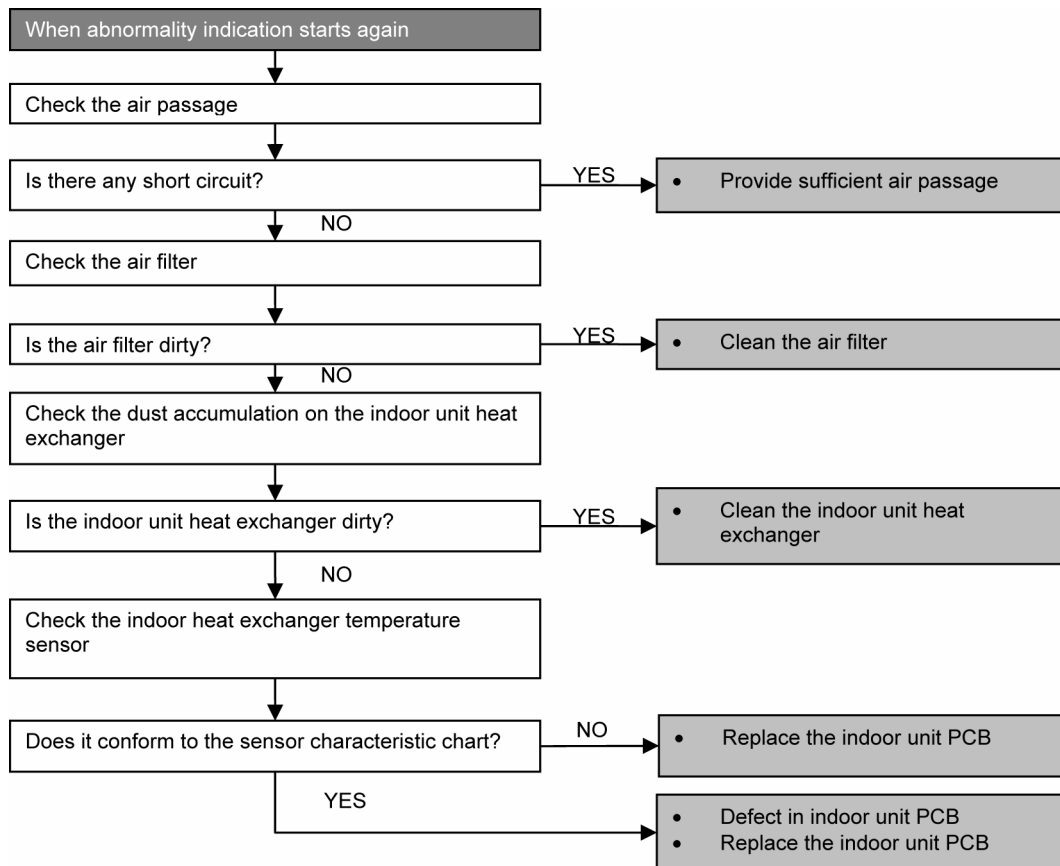 When abnormality indication starts again
Check the air passage
Is there any short circuit?
YES
• Provide sufficient air passage
NO
Check the air filter
Is the air filter dirty?
YES
• Clean the air filter
NO
Check the dust accumulation on the indoor unit heat
exchanger
Is the indoor unit heat exchanger dirty?
YES
• Clean the indoor unit heat
exchanger
NO
Check the indoor heat exchanger temperature
sensor
Does it conform to the sensor characteristic chart?
NO
• Replace the indoor unit PCB
YES
• Defect in indoor unit PCB
• Replace the indoor unit PCB